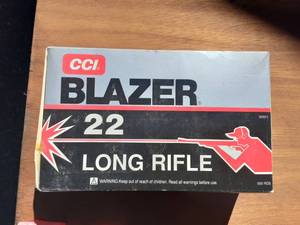 CCI
BLAZER
22
LONG RIFLE
WARNING: Keep out of reach of children. Read all warnings before use.